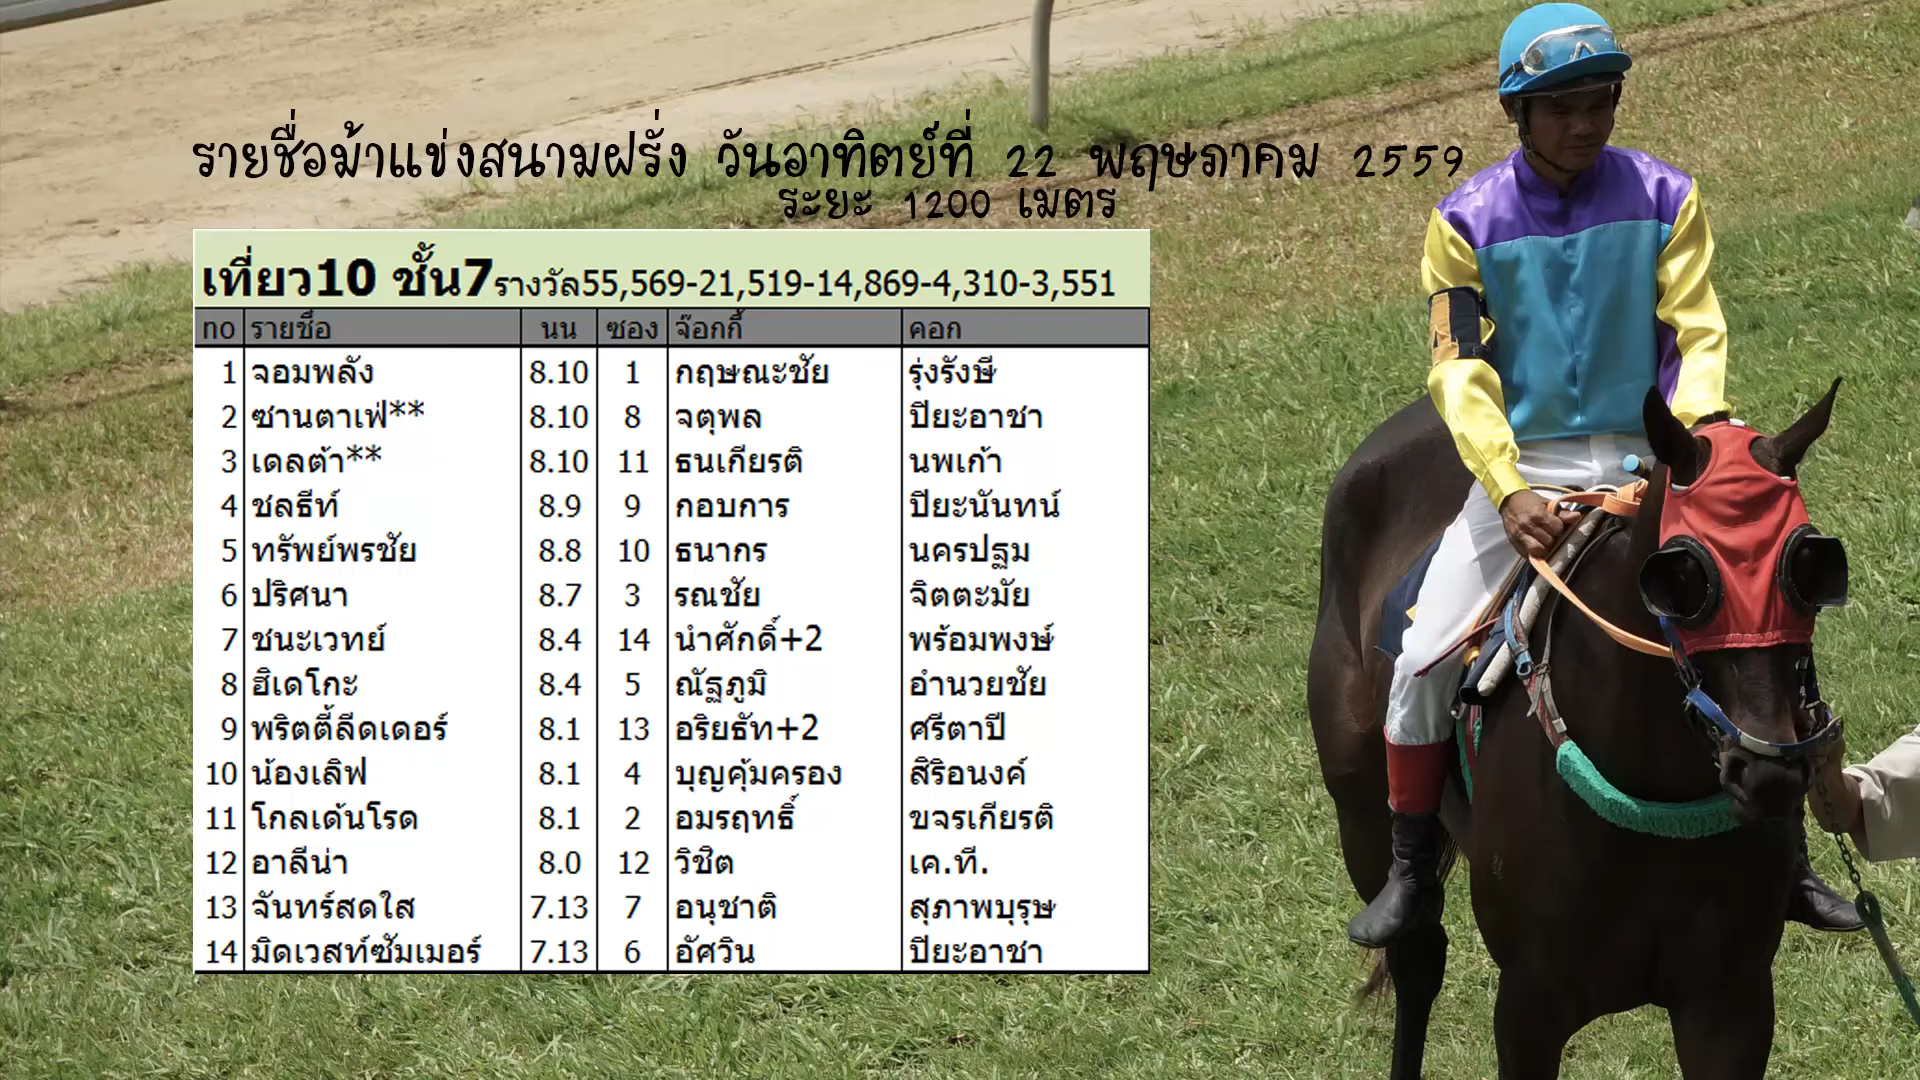 รายชื่อม้าแข่งสนามฝรั่ง วันอาทิตย์ที่ 22 พฤษภาคม 2559
ระยะ 1200 เมตร
เที่ยว10 ชั้น7รางวัล55,569-21,519-14,869-4,310-3,551
no รายชื่อ นน ซอง จ๊อกกี้ คอก
1 จอมพลัง 8.10 1 กฤษณะชัย รุ่งรังษี
2 ซานตาเฟ่** 8.10 8 จตุพล ปิยะอาชา
3 เดลต้า** 8.10 11 ธนเกียรติ นพเก้า
4 ชลธีท์ 8.9 9 กอบการ ปิยะนันทน์
5 ทรัพย์พรชัย 8.8 10 ธนากร นครปฐม
6 ปริศนา 8.7 3 รณชัย จิตตะมัย
7 ชนะเวทย์ 8.4 14 นำศักดิ์+2 พร้อมพงษ์
8 ฮิเดโกะ 8.4 5 ณัฐภูมิ อำนวยชัย
9 พริตตี้ลีดเดอร์ 8.1 13 อริยธัท+2 ศรีตาปี
10 น้องเลิฟ 8.1 4 บุญคุ้มครอง สิริอนงค์
11 โกลเด้นโรด 8.1 2 อมรฤทธิ์ ขจรเกียรติ
12 อาลีน่า 8.0 12 วิชิต เค.ที.
13 จันทร์สดใส 7.13 7 อนุชาติ สุภาพบุรุษ
14 มิดเวสท์ซัมเมอร์ 7.13 6 อัศวิน ปิยะอาชา